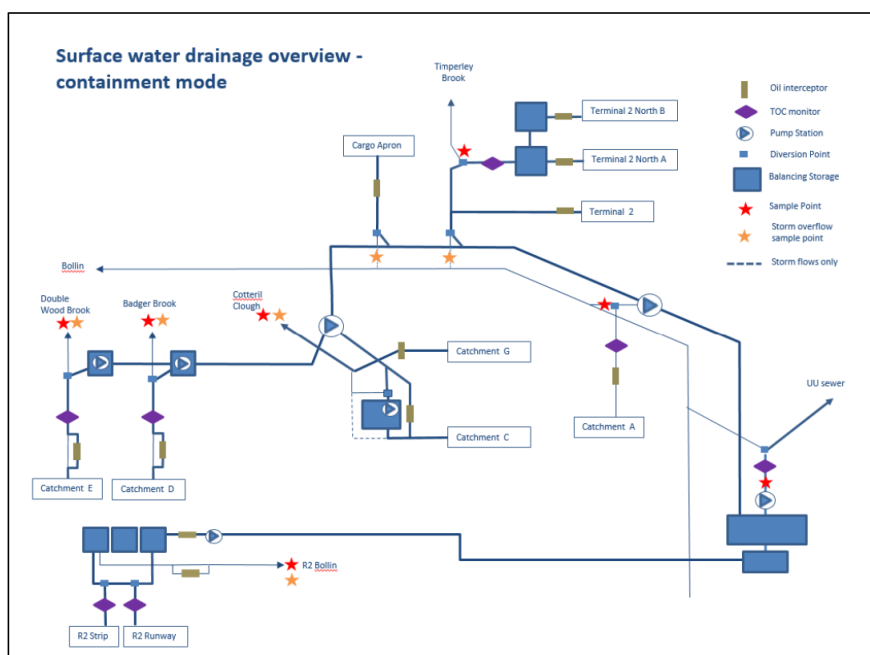 Surface water drainage overview -
containment mode
Timperley
Brook
Oil interceptor
TOC monitor
Pump Station
Diversion Point
Balancing Storage
Sample Point
Storm overflow
sample point
Storm flows only
Terminal 2 North B
Cargo Apron
Terminal 2 North A
Terminal 2
Bollin
Double
Wood Brook
Badger Brook
Cotteril
Clough
Catchment G
UU sewer
Catchment A
Catchment C
Catchment E
Catchment D
R2 Bollin
R2 Strip
R2 Runway